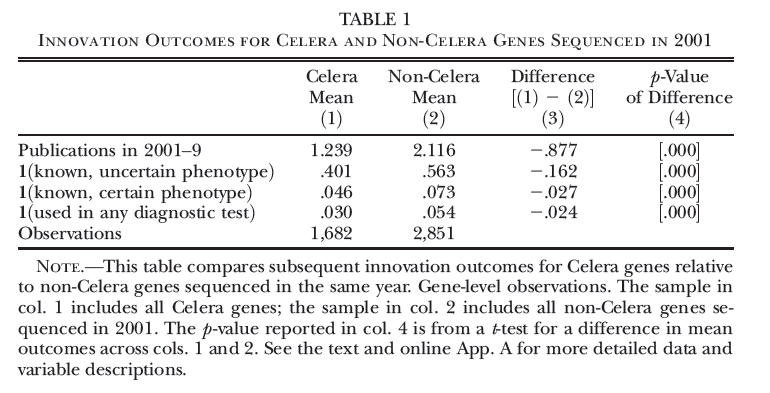 TABLE 1
Innovation Outcomes for Celera and Non-Celera Genes Sequenced in 2001
Celera Mean (1) Non-Celera Mean (2) Difference [(1) − (2)] (3) p-Value of Difference (4)
Publications in 2001–9 1.239 2.116 −.877 [.000]
1(known, uncertain phenotype) .401 .563 −.162 [.000]
1(known, certain phenotype) .046 .073 −.027 [.000]
1(used in any diagnostic test) .030 .054 −.024 [.000]
Observations 1,682 2,851
Note.—This table compares subsequent innovation outcomes for Celera genes relative
to non-Celera genes sequenced in the same year. Gene-level observations. The sample in
col. 1 includes all Celera genes; the sample in col. 2 includes all non-Celera genes se-
quenced in 2001. The p-value reported in col. 4 is from a t-test for a difference in mean
outcomes across cols. 1 and 2. See the text and online App. A for more detailed data and
variable descriptions.